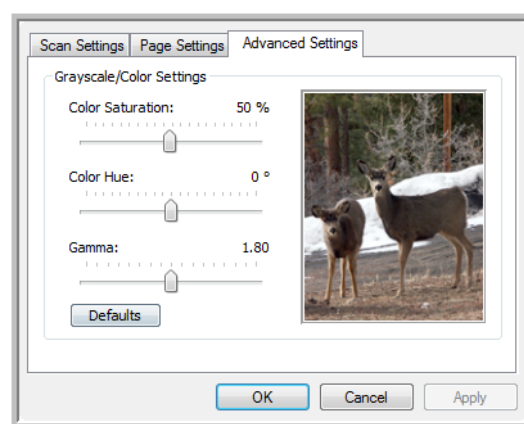 Scan Settings Page Settings Advanced Settings
Grayscale/Color Settings
Color Saturation: 50 %
Color Hue: 0 °
Gamma: 1.80
Defaults
OK Cancel Apply